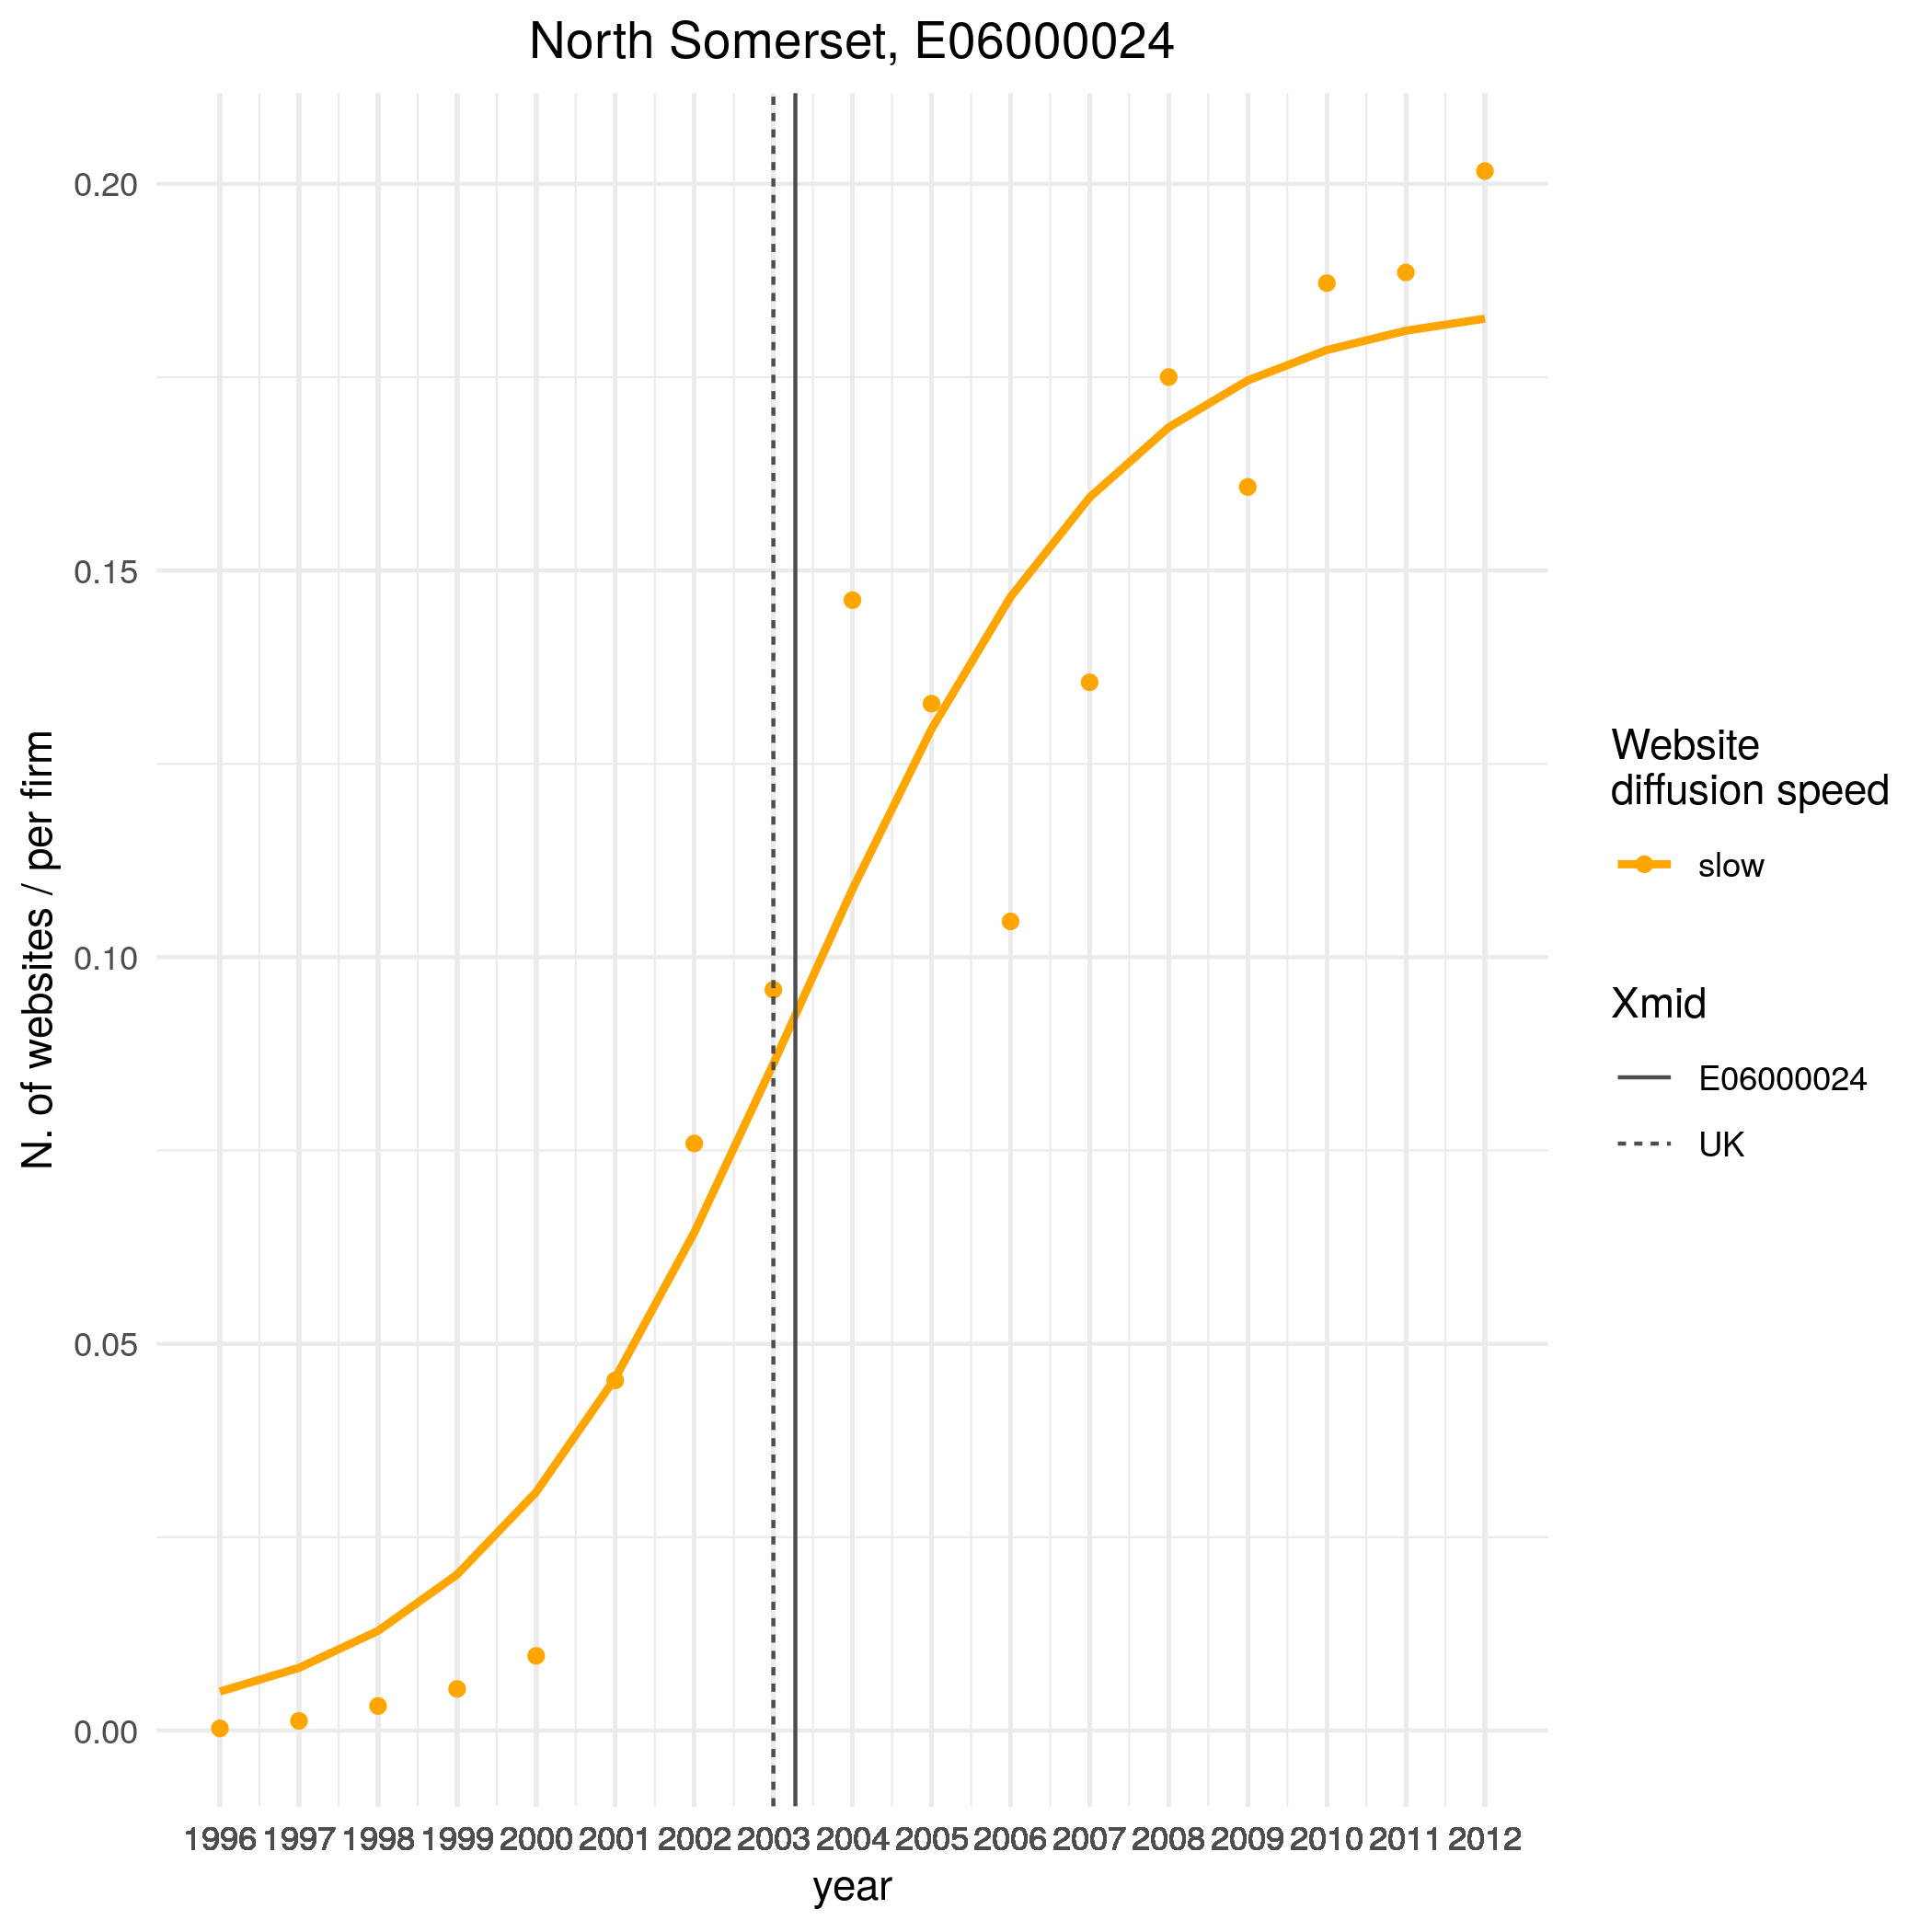 North Somerset, E06000024
N. of websites / per firm
0.20
0.15
0.10
0.05
0.00
1996 1997 1998 1999 2000 2001 2002 2003 2004 2005 2006 2007 2008 2009 2010 2011 2012
year
Website
diffusion speed
slow
Xmid
E06000024
UK